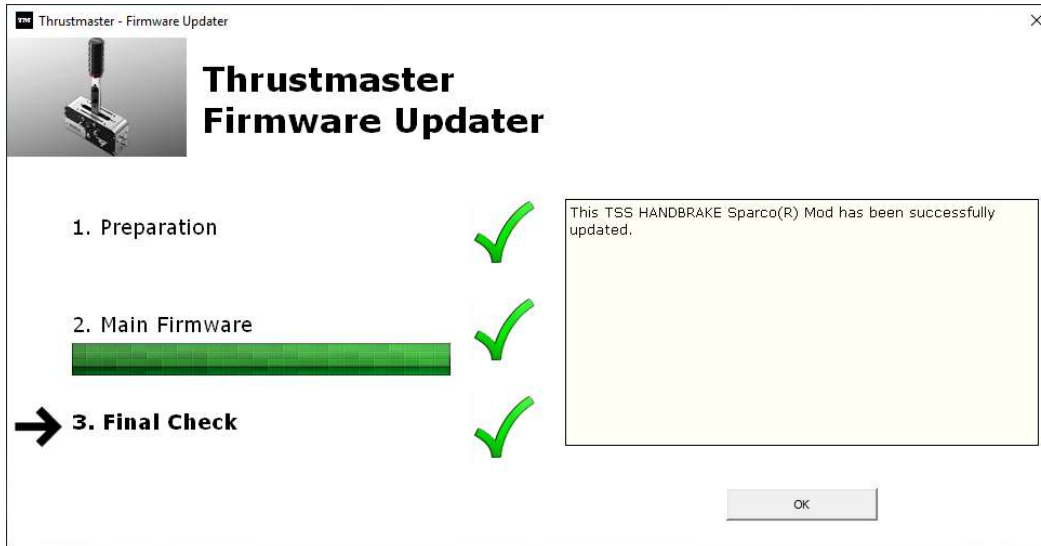 TM Thrustmaster - Firmware Updater
Thrustmaster
Firmware Updater
1. Preparation
2. Main Firmware
3. Final Check
This TSS HANDBRAKE Sparco(R) Mod has been successfully
updated.
OK